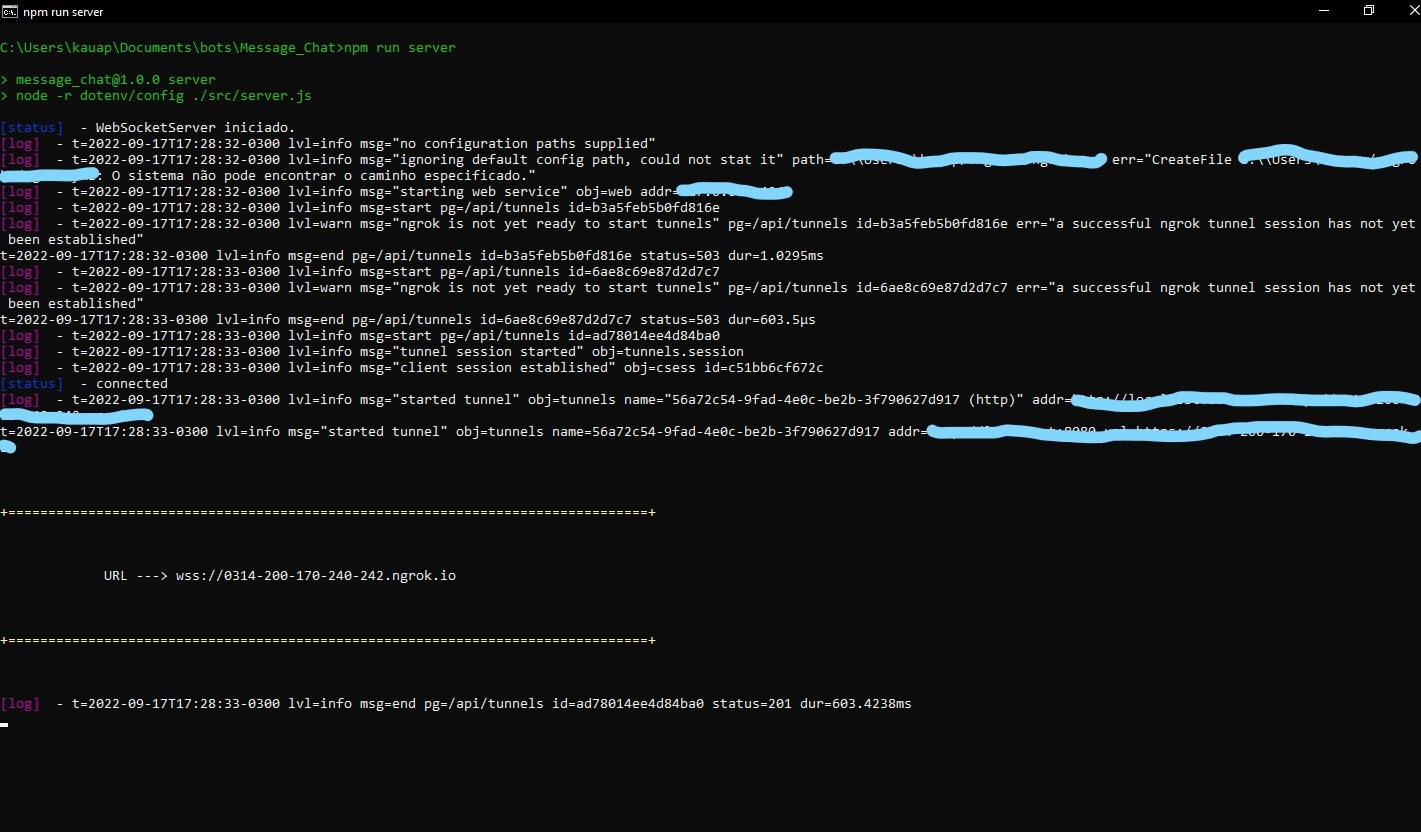 npm run server
C:\Users\kauap\Documents\bots\Message_Chat>npm run server
> message_chat@1.0.0 server
> node -r dotenv/config ./src/server.js
[status]  - WebSocketServer iniciado.
[log]  - t=2022-09-17T17:28:32-0300 lvl=info msg="no configuration paths supplied"
[log]  - t=2022-09-17T17:28:32-0300 lvl=info msg="ignoring default config path, could not stat it" path= err="CreateFile
: O sistema não pode encontrar o caminho especificado."
[log]  - t=2022-09-17T17:28:32-0300 lvl=info msg="starting web service" obj=web addr=
[log]  - t=2022-09-17T17:28:32-0300 lvl=info msg=start pg=/api/tunnels id=b3a5feb5b0fd816e
[log]  - t=2022-09-17T17:28:32-0300 lvl=warn msg="ngrok is not yet ready to start tunnels" pg=/api/tunnels id=b3a5feb5b0fd816e err="a successful ngrok tunnel session has not yet
been established"
t=2022-09-17T17:28:32-0300 lvl=info msg=end pg=/api/tunnels id=b3a5feb5b0fd816e status=503 dur=1.0295ms
[log]  - t=2022-09-17T17:28:33-0300 lvl=info msg=start pg=/api/tunnels id=6ae8c69e87d2d7c7
[log]  - t=2022-09-17T17:28:33-0300 lvl=warn msg="ngrok is not yet ready to start tunnels" pg=/api/tunnels id=6ae8c69e87d2d7c7 err="a successful ngrok tunnel session has not yet
been established"
t=2022-09-17T17:28:33-0300 lvl=info msg=end pg=/api/tunnels id=6ae8c69e87d2d7c7 status=503 dur=603.5µs
[log]  - t=2022-09-17T17:28:33-0300 lvl=info msg=start pg=/api/tunnels id=ad78014ee4d84ba0
[log]  - t=2022-09-17T17:28:33-0300 lvl=info msg="tunnel session started" obj=tunnels.session
[log]  - t=2022-09-17T17:28:33-0300 lvl=info msg="client session established" obj=csess id=c51bb6cf672c
[status]  - connected
[log]  - t=2022-09-17T17:28:33-0300 lvl=info msg="started tunnel" obj=tunnels name="56a72c54-9fad-4e0c-be2b-3f790627d917 (http)" addr=
t=2022-09-17T17:28:33-0300 lvl=info msg="started tunnel" obj=tunnels name=56a72c54-9fad-4e0c-be2b-3f790627d917 addr=
+================================================================================+
URL ---> wss://0314-200-170-240-242.ngrok.io
+================================================================================+
[log]  - t=2022-09-17T17:28:33-0300 lvl=info msg=end pg=/api/tunnels id=ad78014ee4d84ba0 status=201 dur=603.4238ms